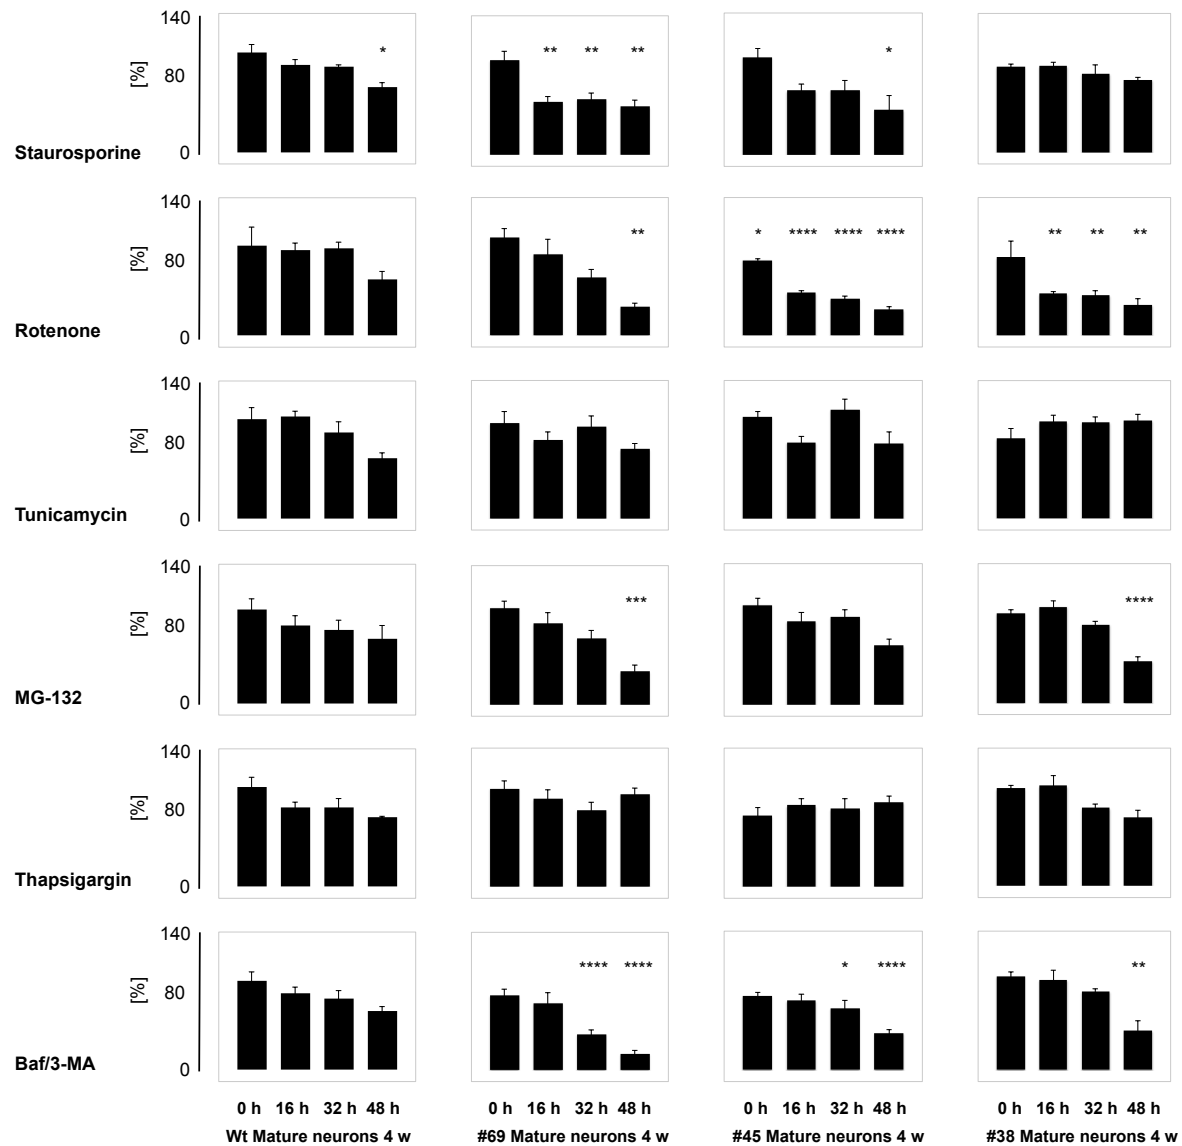 140
[%]
80
Staurosporine
0
*
** ** **
*
140
[%]
80
Rotenone
0
**
* **** **** ****
** ** **
140
[%]
80
Tunicamycin
0
140
[%]
80
MG-132
0
***
****
140
[%]
80
Thapsigargin
0
140
[%]
80
Baf/3-MA
0
**** ****
* ****
**
0 h 16 h 32 h 48 h 0 h 16 h 32 h 48 h 0 h 16 h 32 h 48 h 0 h 16 h 32 h 48 h
Wt Mature neurons 4 w #69 Mature neurons 4 w #45 Mature neurons 4 w #38 Mature neurons 4 w